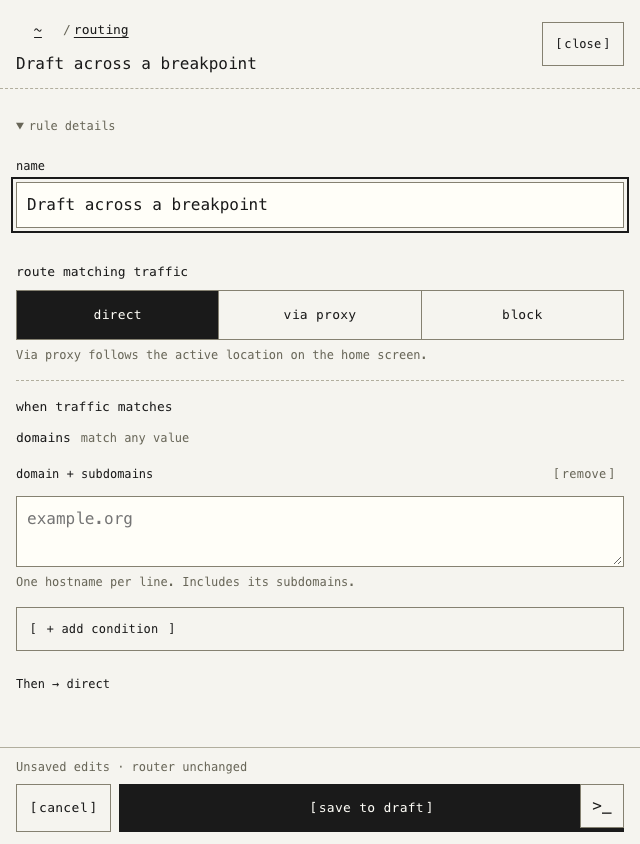 ~ / routing
[close]
Draft across a breakpoint
▼ rule details
name
Draft across a breakpoint
route matching traffic
direct via proxy block
Via proxy follows the active location on the home screen.
when traffic matches
domains match any value
domain + subdomains [remove]
example.org
One hostname per line. Includes its subdomains.
[ + add condition ]
Then → direct
Unsaved edits · router unchanged
[cancel] [save to draft] >_